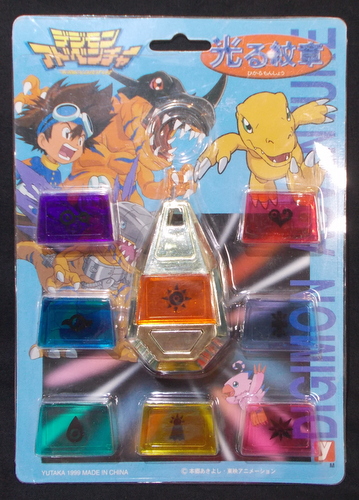 デジモン
アドベンチャー
光る紋章
ひかるもんしょう
DIGIMON ADVENTURE
YUTAKA 1999 MADE IN CHINA
©本郷あきよし・東映アニメーション